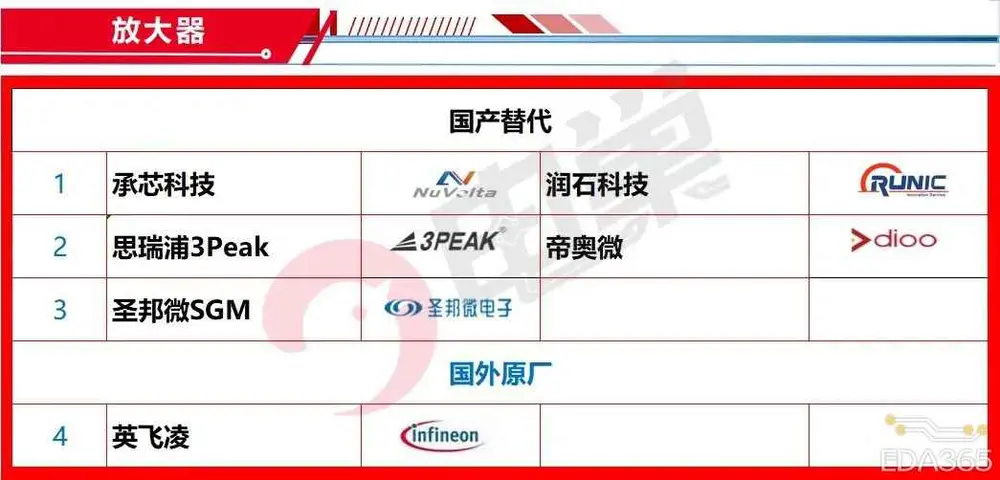 放大器
国产替代
1 承芯科技 NuVolta 润石科技 RUNIC
2 思瑞浦3Peak 3PEAK® 帝奥微 dioo
3 圣邦微SGM 圣邦微电子
国外原厂
4 英飞凌 infineon
EDA365